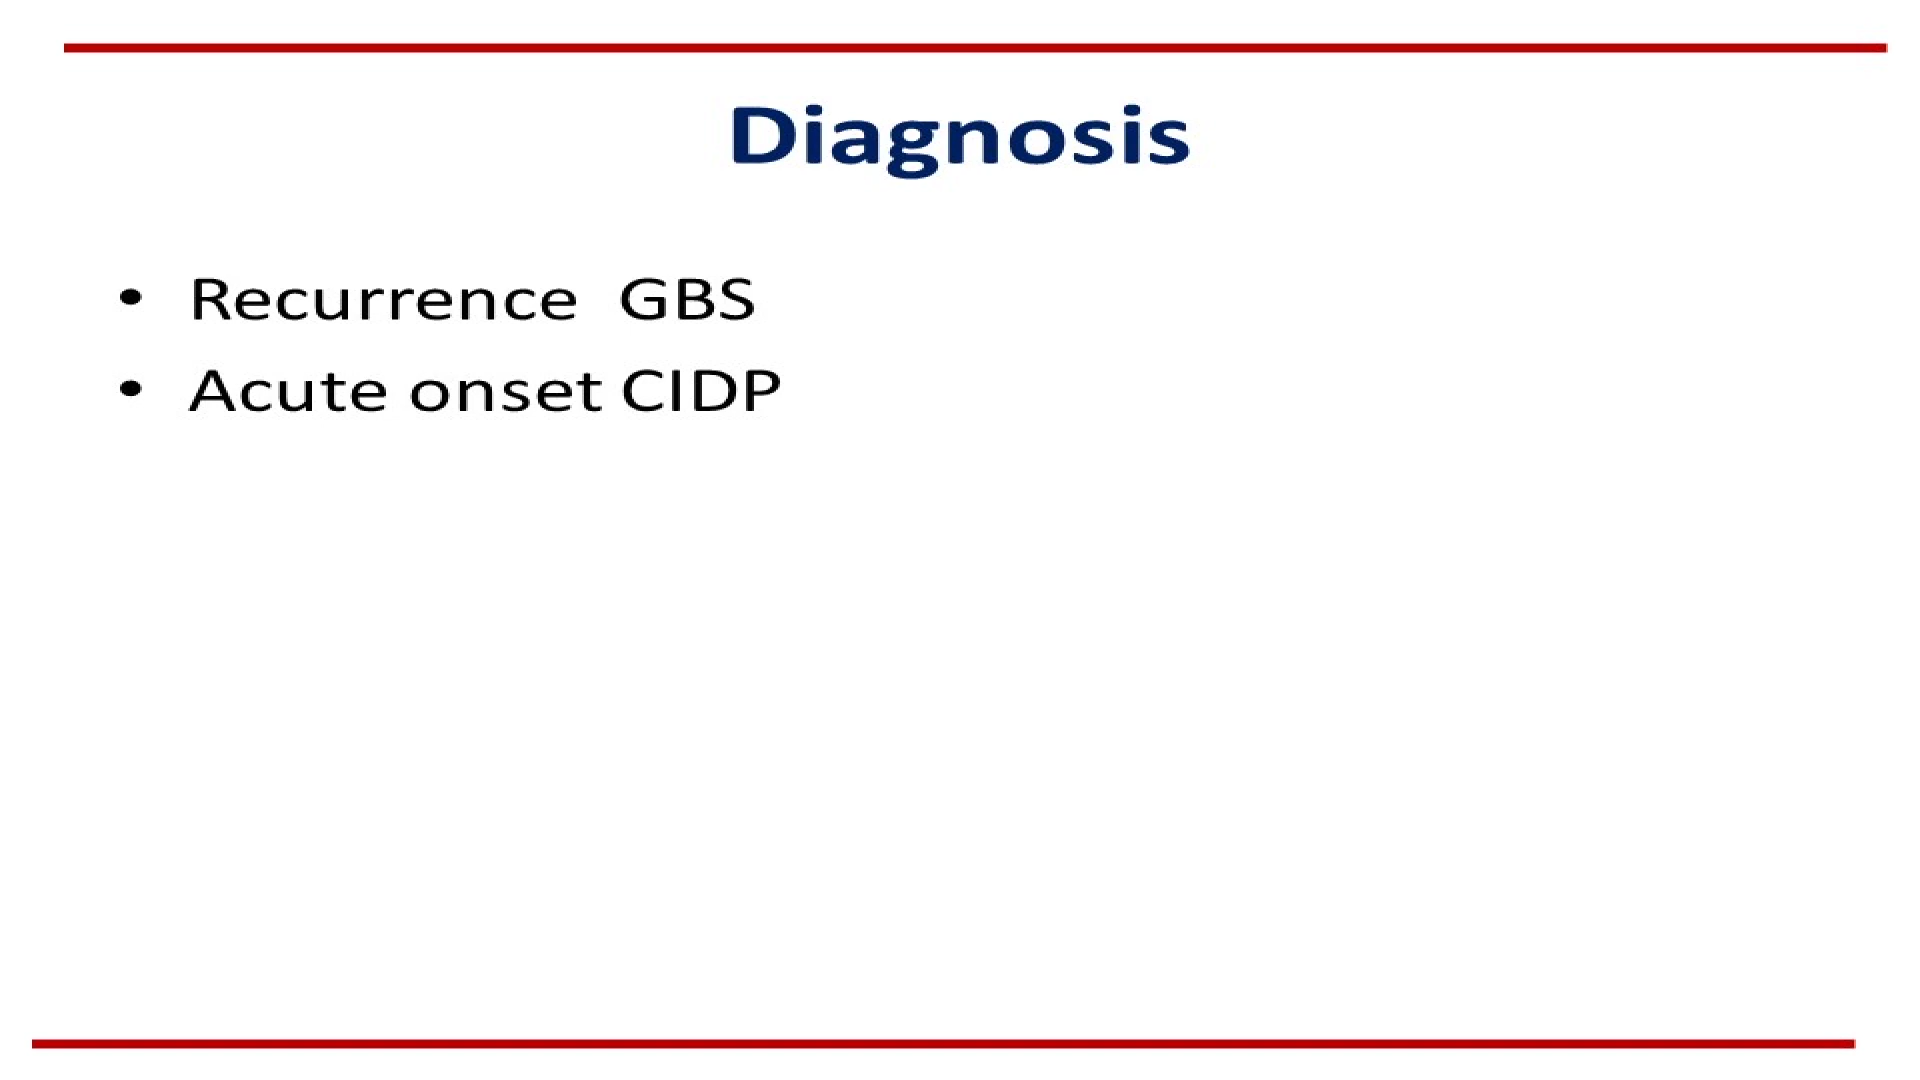 Diagnosis
• Recurrence  GBS
• Acute onset CIDP